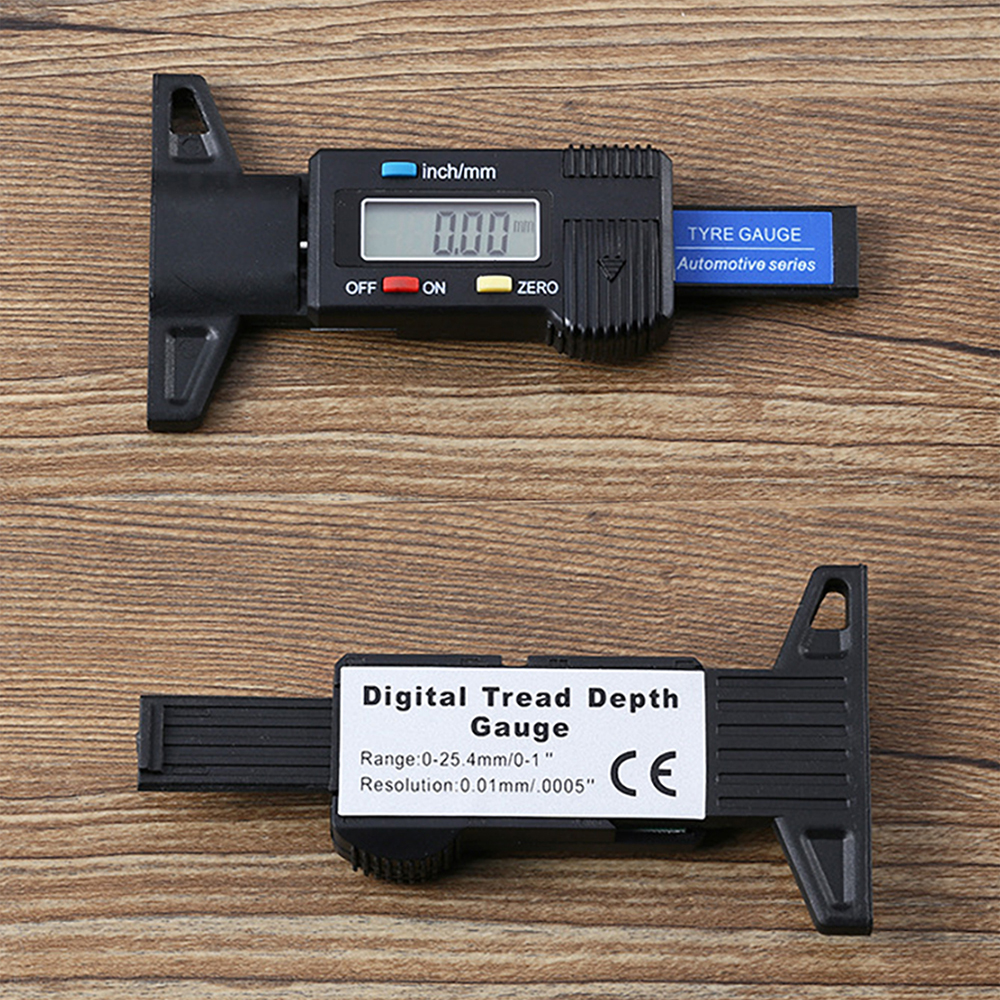 inch/mm
0.00 mm
OFF ON ZERO
TYRE GAUGE
Automotive series
Digital Tread Depth
Gauge
Range:0-25.4mm/0-1"
Resolution:0.01mm/.0005"
CE